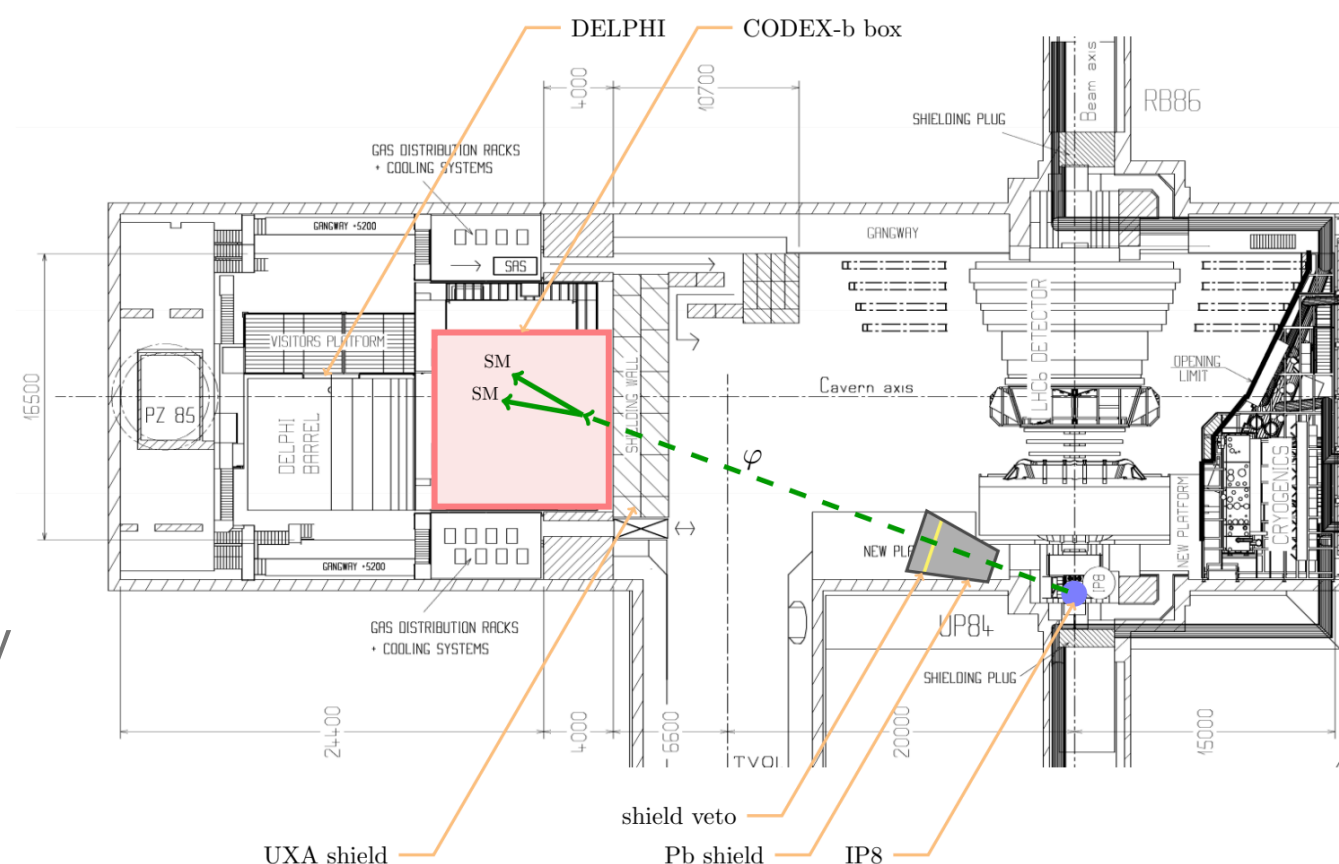 DELPHI
CODEX-b box
4000
10700
Beam axis
RB86
SHIELDING PLUG
GAS DISTRIBUTION RACKS
+ COOLING SYSTEMS
GANGWAY +5200
GANGWAY
SAS
LHCb DETECTOR
VISITORS PLATFORM
SM
SM
SHIELDING WALL
OPENING
LIMIT
Cavern axis
16500
PZ 85
DELPHI
BARREL
φ
CRYOGENICS
NEW PLATFORM
NEW PLA
IP8
GANGWAY +5200
GAS DISTRIBUTION RACKS
+ COOLING SYSTEMS
UP84
SHIELDING PLUG
24400
4000
6600
20000
15000
shield veto
UXA shield
Pb shield
IP8